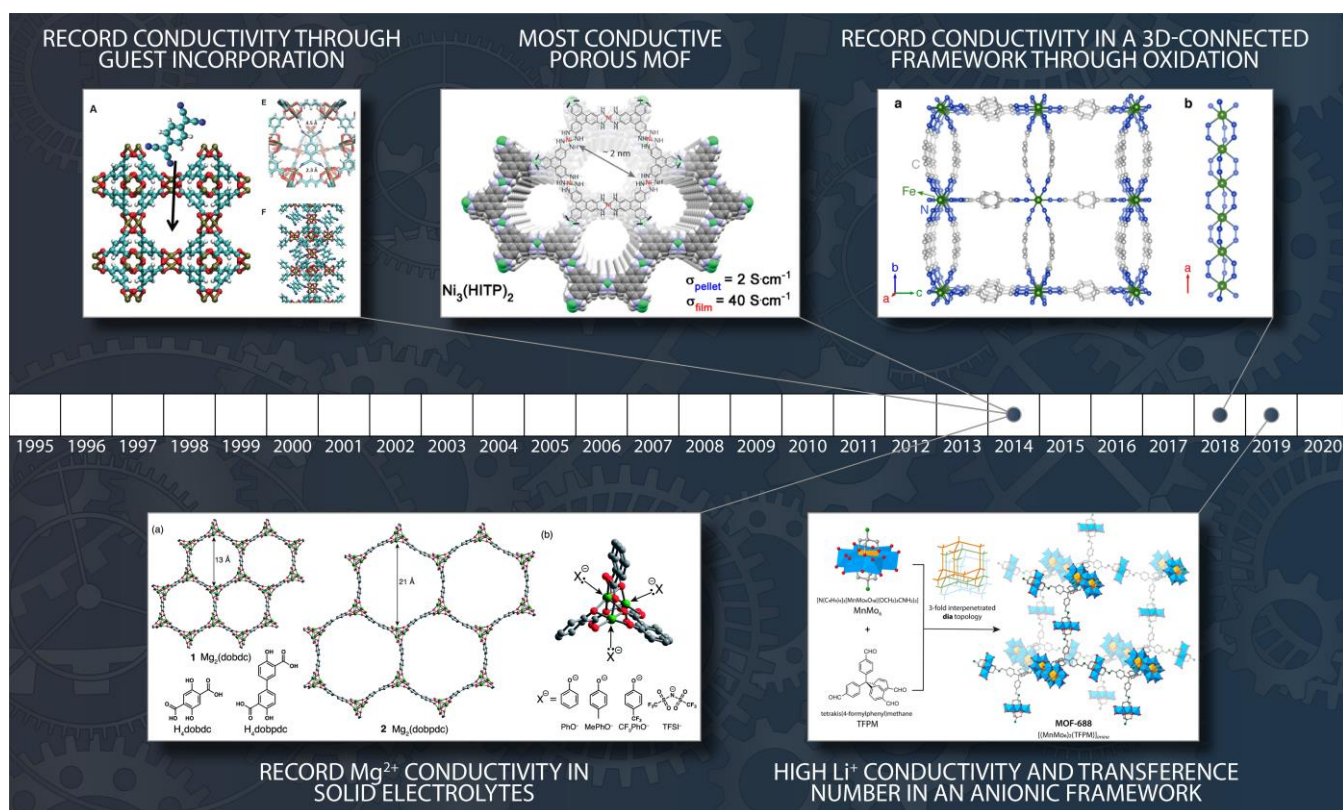 RECORD CONDUCTIVITY THROUGH
GUEST INCORPORATION
MOST CONDUCTIVE
POROUS MOF
RECORD CONDUCTIVITY IN A 3D-CONNECTED
FRAMEWORK THROUGH OXIDATION
A
E
F
~ 2 nm
Ni₃(HITP)₂
σpellet = 2 S·cm⁻¹
σfilm = 40 S·cm⁻¹
a
b
C
Fe
N
b
a
c
a
1995 1996 1997 1998 1999 2000 2001 2002 2003 2004 2005 2006 2007 2008 2009 2010 2011 2012 2013 2014 2015 2016 2017 2018 2019 2020
(a)
13 Å
21 Å
1 Mg₂(dobdc)
H₄dobdc
H₄dobpdc
2 Mg₂(dobpdc)
(b)
X⁻
X⁻
X⁻
X⁻ =
PhO⁻ MePhO⁻ CF₃PhO⁻ TFSI⁻
MnMo₆
+
3-fold interpenetrated
dia topology
CHO
CHO
CHO
OHC
tetrakis(4-formylphenyl)methane
TFPM
MOF-688
RECORD Mg²⁺ CONDUCTIVITY IN
SOLID ELECTROLYTES
HIGH Li⁺ CONDUCTIVITY AND TRANSFERENCE
NUMBER IN AN ANIONIC FRAMEWORK